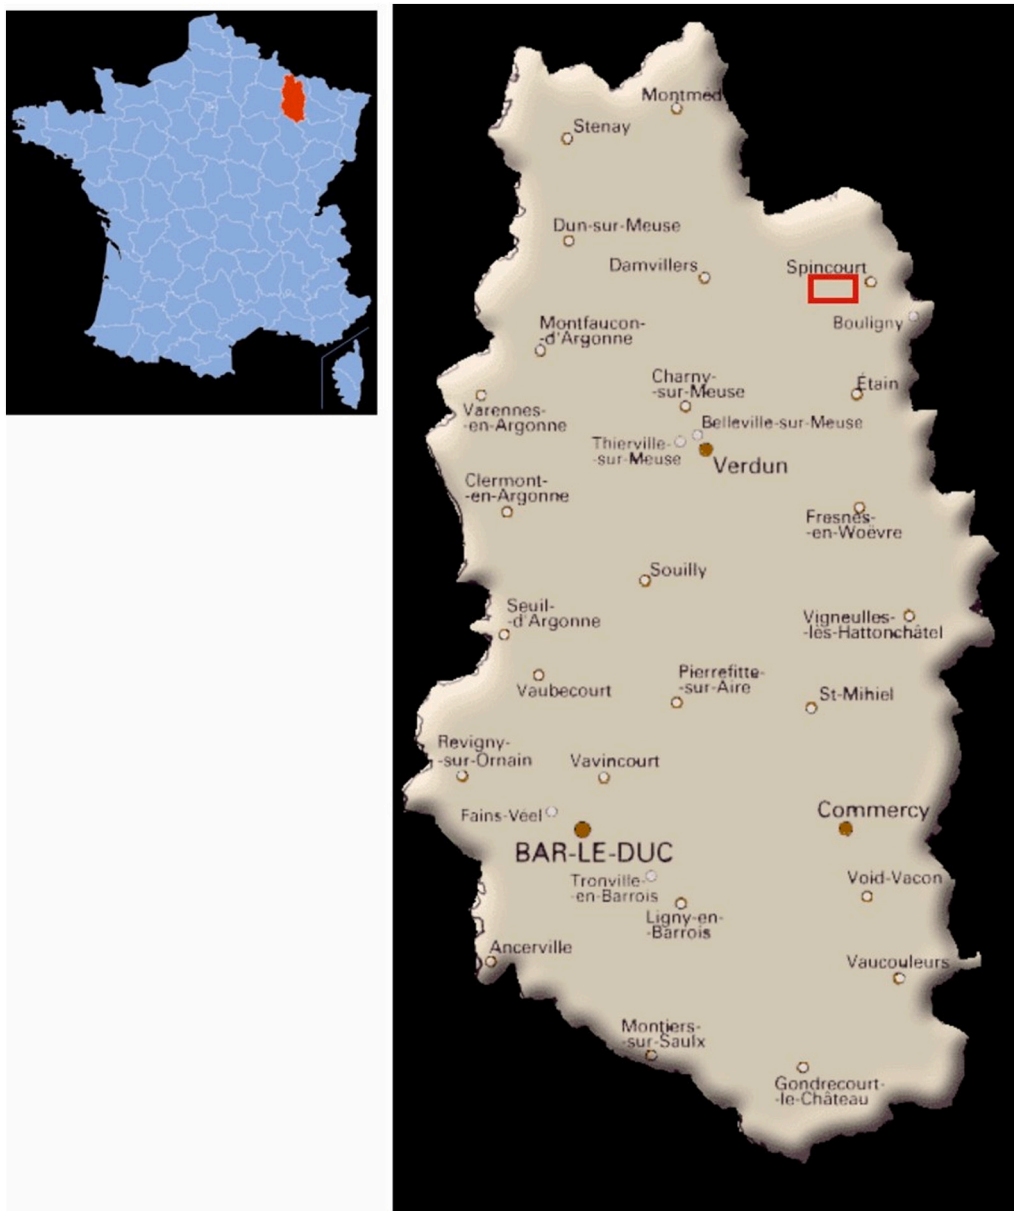 Montmed
Stenay
Dun-sur-Meuse
Damvillers
Spincourt
Bouligny
Montfaucon-
-d'Argonne
Charny-
-sur-Meuse
Étain
Varennes-
-en-Argonne
Belleville-sur-Meuse
Thierville-
-sur-Meuse
Verdun
Clermont-
-en-Argonne
Fresnes-
-en-Woëvre
Souilly
Seuil-
-d'Argonne
Vigneulles-
-lès-Hattonchâtel
Pierrefitte-
-sur-Aire
Vaubecourt
St-Mihiel
Revigny-
-sur-Ornain
Vavincourt
Fains-Véel
Commercy
BAR-LE-DUC
Tronville-
-en-Barrois
Void-Vacon
Ligny-en-
-Barrois
Ancerville
Vaucouleurs
Montiers-
-sur-Saulx
Gondrecourt-
-le-Château